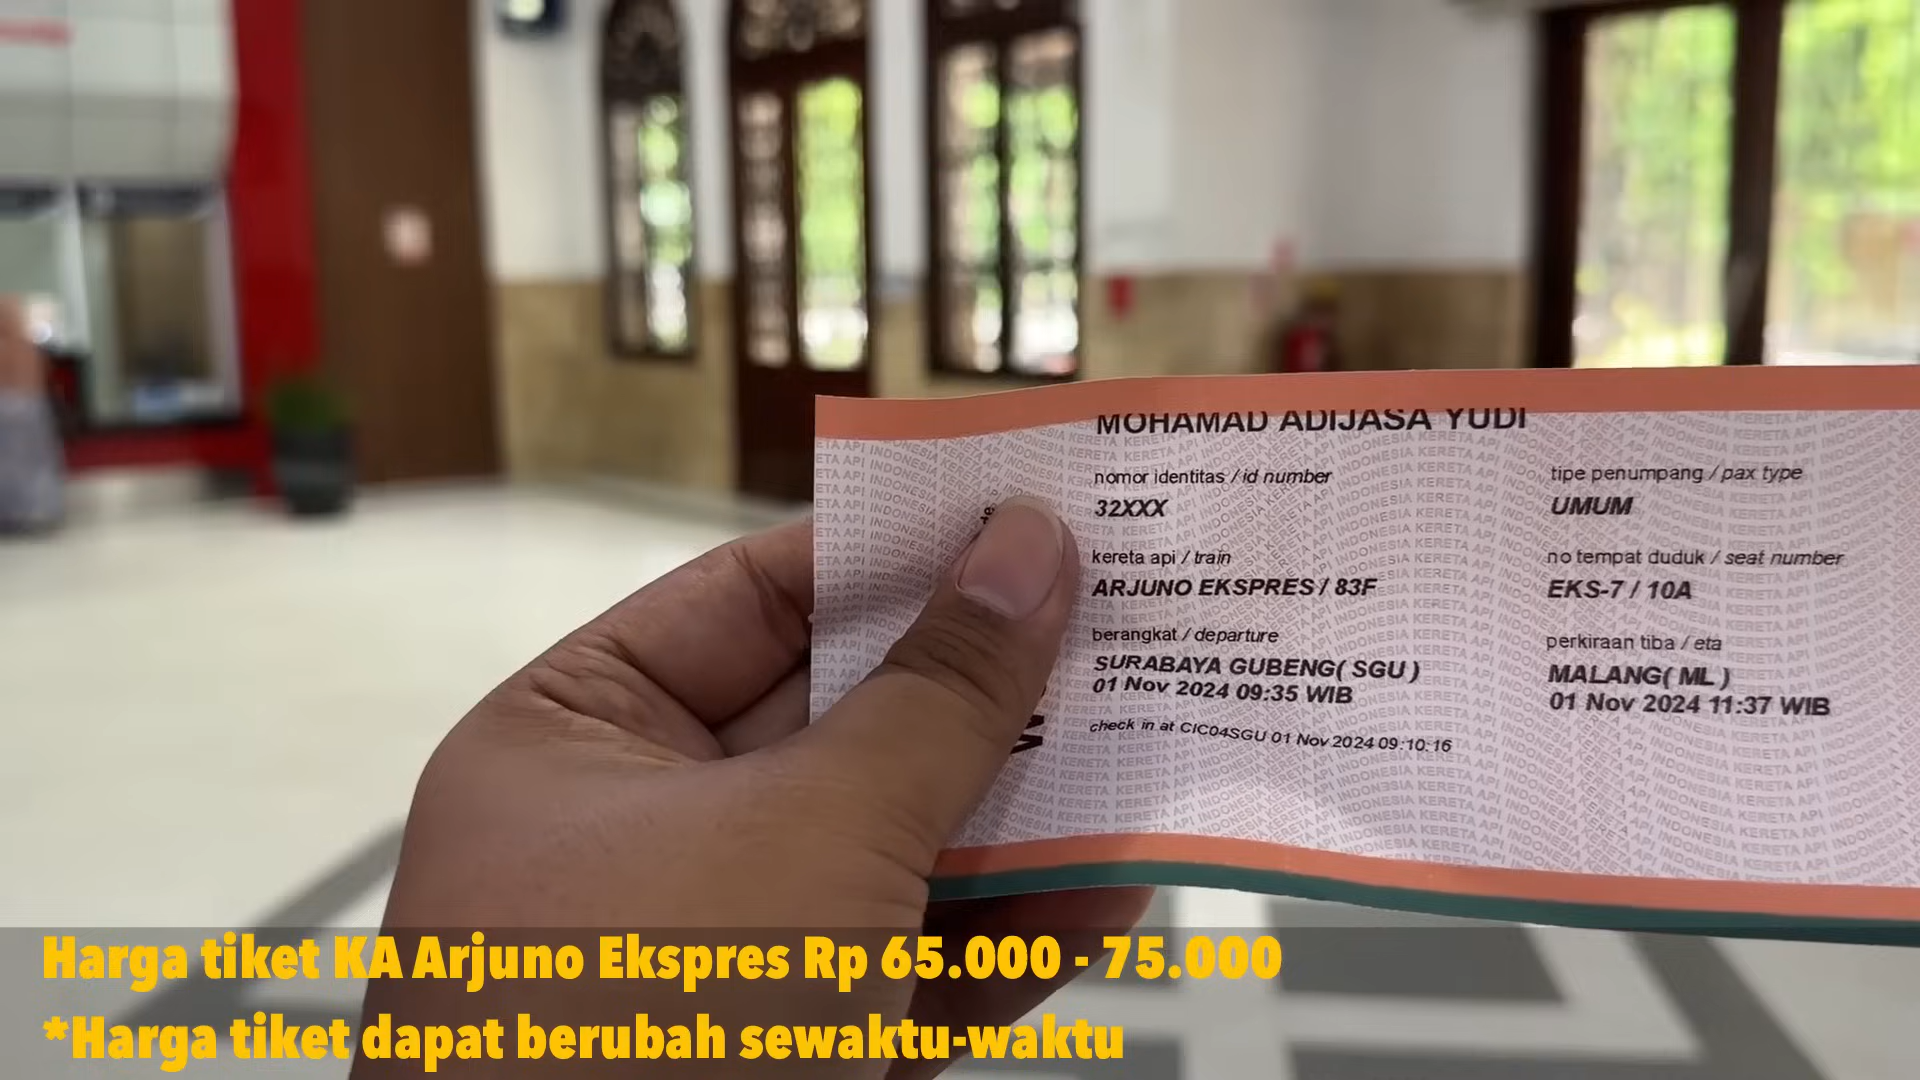 MOHAMAD ADIJASA YUDI
nomor identitas / id number
32XXX
tipe penumpang / pax type
UMUM
kereta api / train
ARJUNO EKSPRES / 83F
no tempat duduk / seat number
EKS-7 / 10A
berangkat / departure
SURABAYA GUBENG( SGU )
01 Nov 2024 09:35 WIB
perkiraan tiba / eta
MALANG( ML )
01 Nov 2024 11:37 WIB
check in at CIC04SGU 01 Nov 2024 09:10:16
Harga tiket KA Arjuno Ekspres Rp 65.000 - 75.000
*Harga tiket dapat berubah sewaktu-waktu